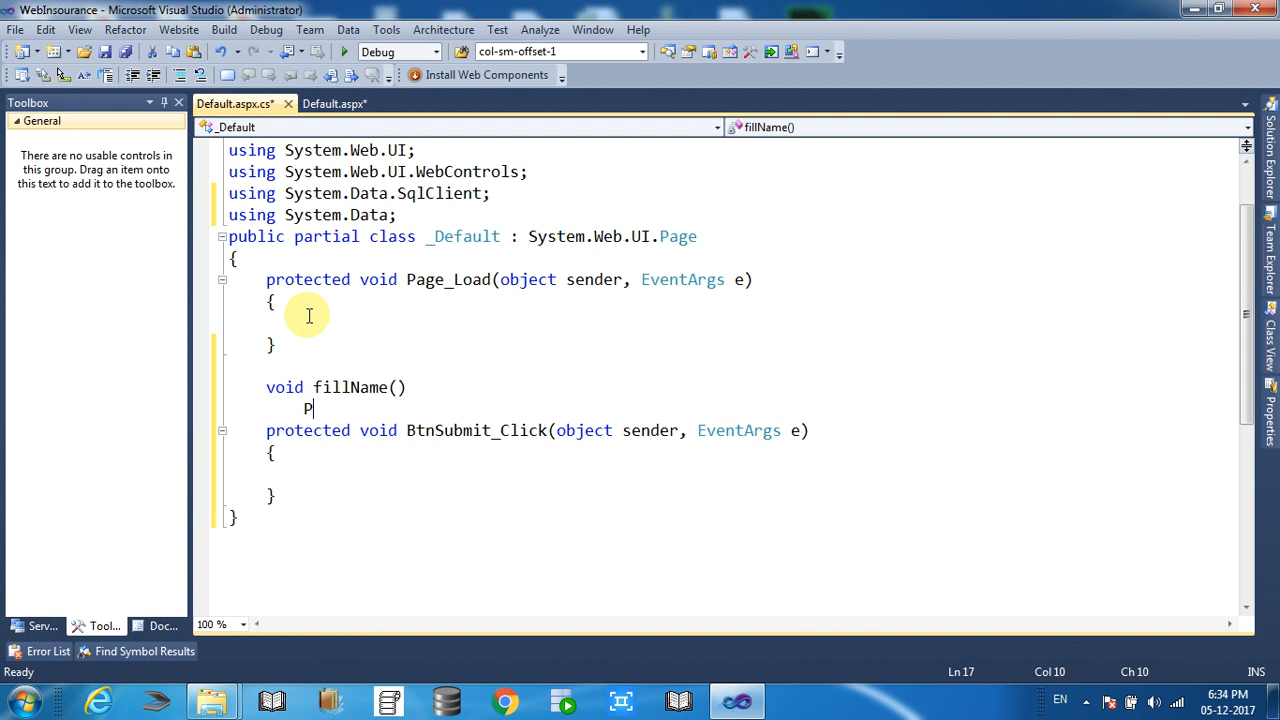 WebInsourance - Microsoft Visual Studio (Administrator)
File Edit View Refactor Website Build Debug Team Data Tools Architecture Test Analyze Window Help
Debug col-sm-offset-1
Install Web Components
Toolbox
Default.aspx.cs* Default.aspx*
General
_Default fillName()
There are no usable controls in
this group. Drag an item onto
this text to add it to the toolbox.
using System.Web.UI;
using System.Web.UI.WebControls;
using System.Data.SqlClient;
using System.Data;
public partial class _Default : System.Web.UI.Page
{
protected void Page_Load(object sender, EventArgs e)
{
}
void fillName()
P
protected void BtnSubmit_Click(object sender, EventArgs e)
{
}
}
Solution Explorer
Team Explorer
Class View
Properties
100 %
Serv... Tool... Doc...
Error List Find Symbol Results
Ready Ln 17 Col 10 Ch 10 INS
EN 6:34 PM
05-12-2017